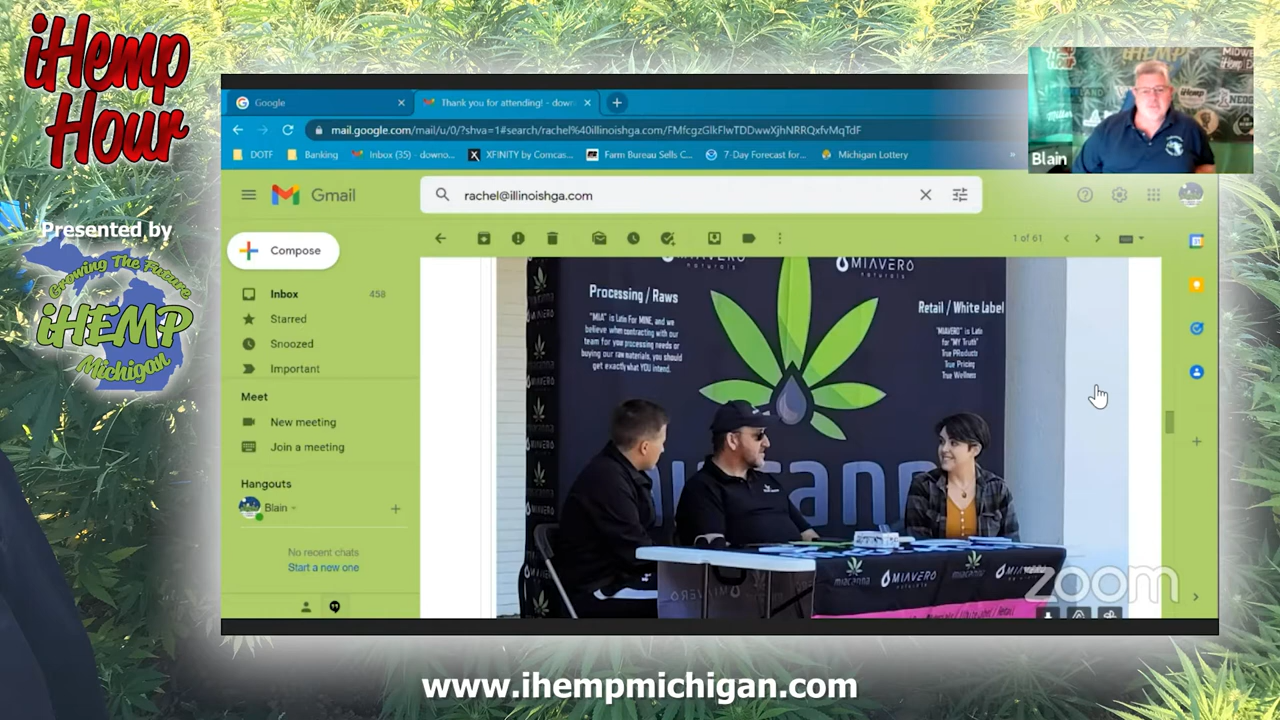 iHemp
Hour
Presented by
Growing The Future
iHEMP
Michigan
Google
Thank you for attending! - down
mail.google.com/mail/u/0/?shva=1#search/rachel%40illinoishga.com/FMfcgzGlkFlwTDDwwXjhNRRQxfvMqTdF
DOTF
Banking
Inbox (35) - downo...
XFINITY by Comcas...
Farm Bureau Sells C...
7-Day Forecast for...
Michigan Lottery
»
Gmail
rachel@illinoishga.com
Compose
1 of 61
Inbox 458
Starred
Snoozed
Important
Meet
New meeting
Join a meeting
Hangouts
Blain
No recent chats
Start a new one
MIAVERO
naturals
MIAVERO
naturals
Processing / Raws
"MIA" is Latin For MINE, and we
believe when contracting with our
team for you processing needs or
buying our raw materials, you should
get exactly what YOU intend.
Retail / White label
"MIAVERO" is Latin
for "MY Truth"
True PRoducts
True Pricing
True Wellness
miacann
miacanna
MIAVERO
miacanna
zoom
Blain
www.ihempmichigan.com